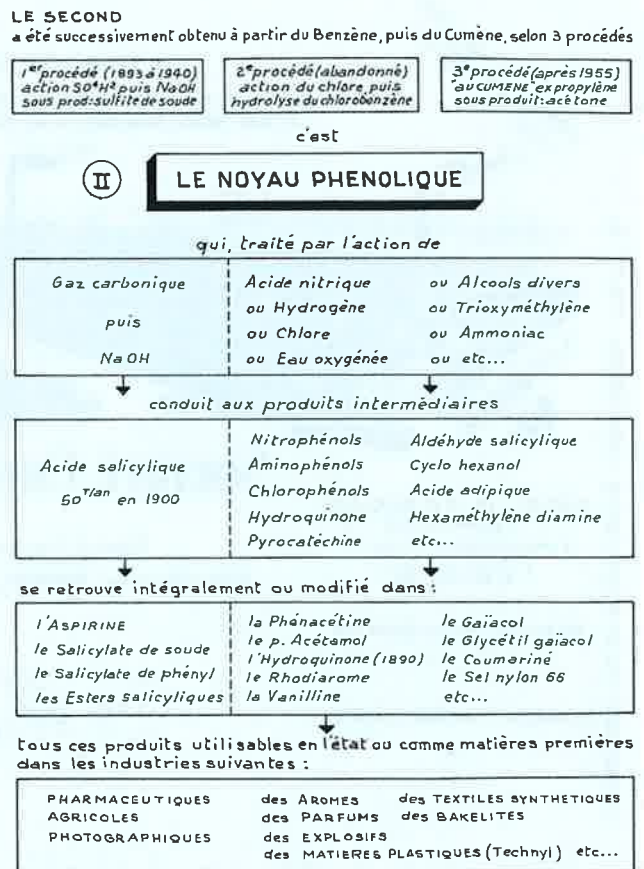 LE SECOND
a été successivement obtenu à partir du Benzène, puis du Cumène, selon 3 procédés
1er procédé (1893 à 1940)
action SO4H2 puis NaOH
sous prod: sulfite de soude
2e procédé (abandonné)
action du chlore puis
hydrolyse du chlorobenzène
3e procédé (après 1955)
"au CUMENE" ex propylène
sous produit: acétone
c'est
II LE NOYAU PHENOLIQUE
qui, traité par l'action de
Gaz carbonique
puis
NaOH
Acide nitrique
ou Hydrogène
ou Chlore
ou Eau oxygénée
ou Alcools divers
ou Trioxyméthylène
ou Ammoniac
ou etc...
conduit aux produits intermédiaires
Acide salicylique
50T/an en 1900
Nitrophénols
Aminophénols
Chlorophénols
Hydroquinone
Pyrocatéchine
Aldéhyde salicylique
Cyclo hexanol
Acide adipique
Hexaméthylène diamine
etc...
se retrouve intégralement ou modifié dans:
l'ASPIRINE
le Salicylate de soude
le Salicylate de phényl
les Esters salicyliques
la Phénacétine
le p. Acétamol
l'Hydroquinone (1890)
le Rhodiarome
la Vanilline
le Gaïacol
le Glycétil gaïacol
le Coumariné
le Sel nylon 66
etc...
tous ces produits utilisables en l'état ou comme matières premières
dans les industries suivantes :
PHARMACEUTIQUES
AGRICOLES
PHOTOGRAPHIQUES
des AROMES
des PARFUMS
des EXPLOSIFS
des MATIERES PLASTIQUES (Technyl) etc...
des TEXTILES SYNTHETIQUES
des BAKELITES